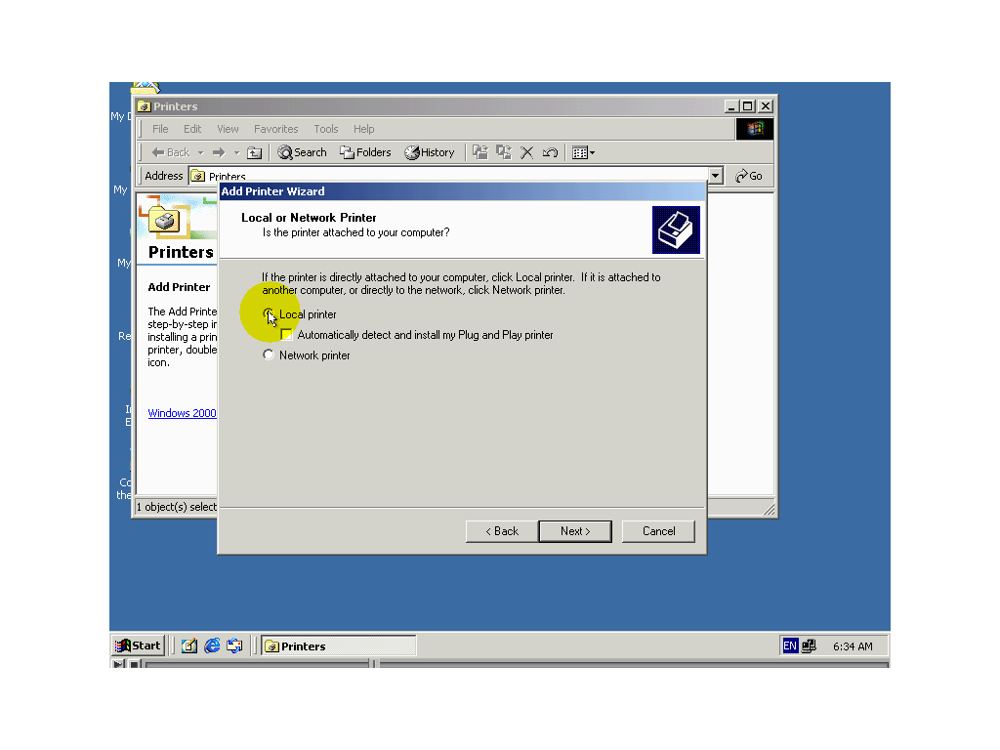 My D
Printers
File Edit View Favorites Tools Help
Back Search Folders History
Address Printers Go
My
Add Printer Wizard
Local or Network Printer
Is the printer attached to your computer?
Printers
My
Add Printer
If the printer is directly attached to your computer, click Local printer. If it is attached to
another computer, or directly to the network, click Network printer.
The Add Printe
step-by-step in
installing a prin
printer, double
icon.
Local printer
Re
Automatically detect and install my Plug and Play printer
Network printer
Windows 2000
E
Co
the
1 object(s) select
< Back Next > Cancel
Start Printers EN 6:34 AM